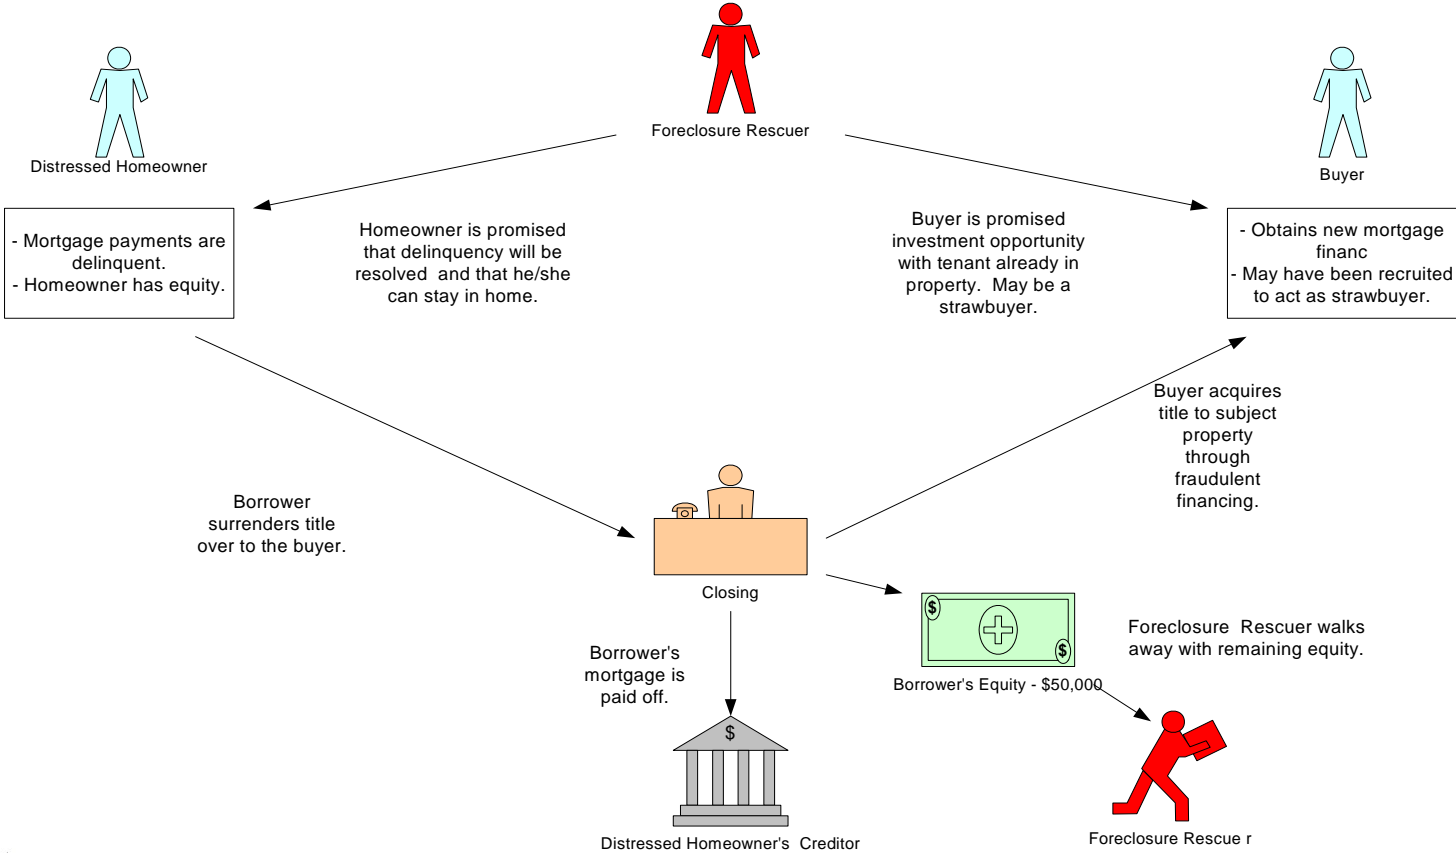 Foreclosure Rescuer
Distressed Homeowner
Buyer
- Mortgage payments are
delinquent.
- Homeowner has equity.
Homeowner is promised
that delinquency will be
resolved and that he/she
can stay in home.
Buyer is promised
investment opportunity
with tenant already in
property. May be a
strawbuyer.
- Obtains new mortgage
financ
- May have been recruited
to act as strawbuyer.
Borrower
surrenders title
over to the buyer.
Buyer acquires
title to subject
property
through
fraudulent
financing.
Closing
Borrower's
mortgage is
paid off.
$
$
Borrower's Equity - $50,000
Foreclosure Rescuer walks
away with remaining equity.
$
Distressed Homeowner's Creditor
Foreclosure Rescue r